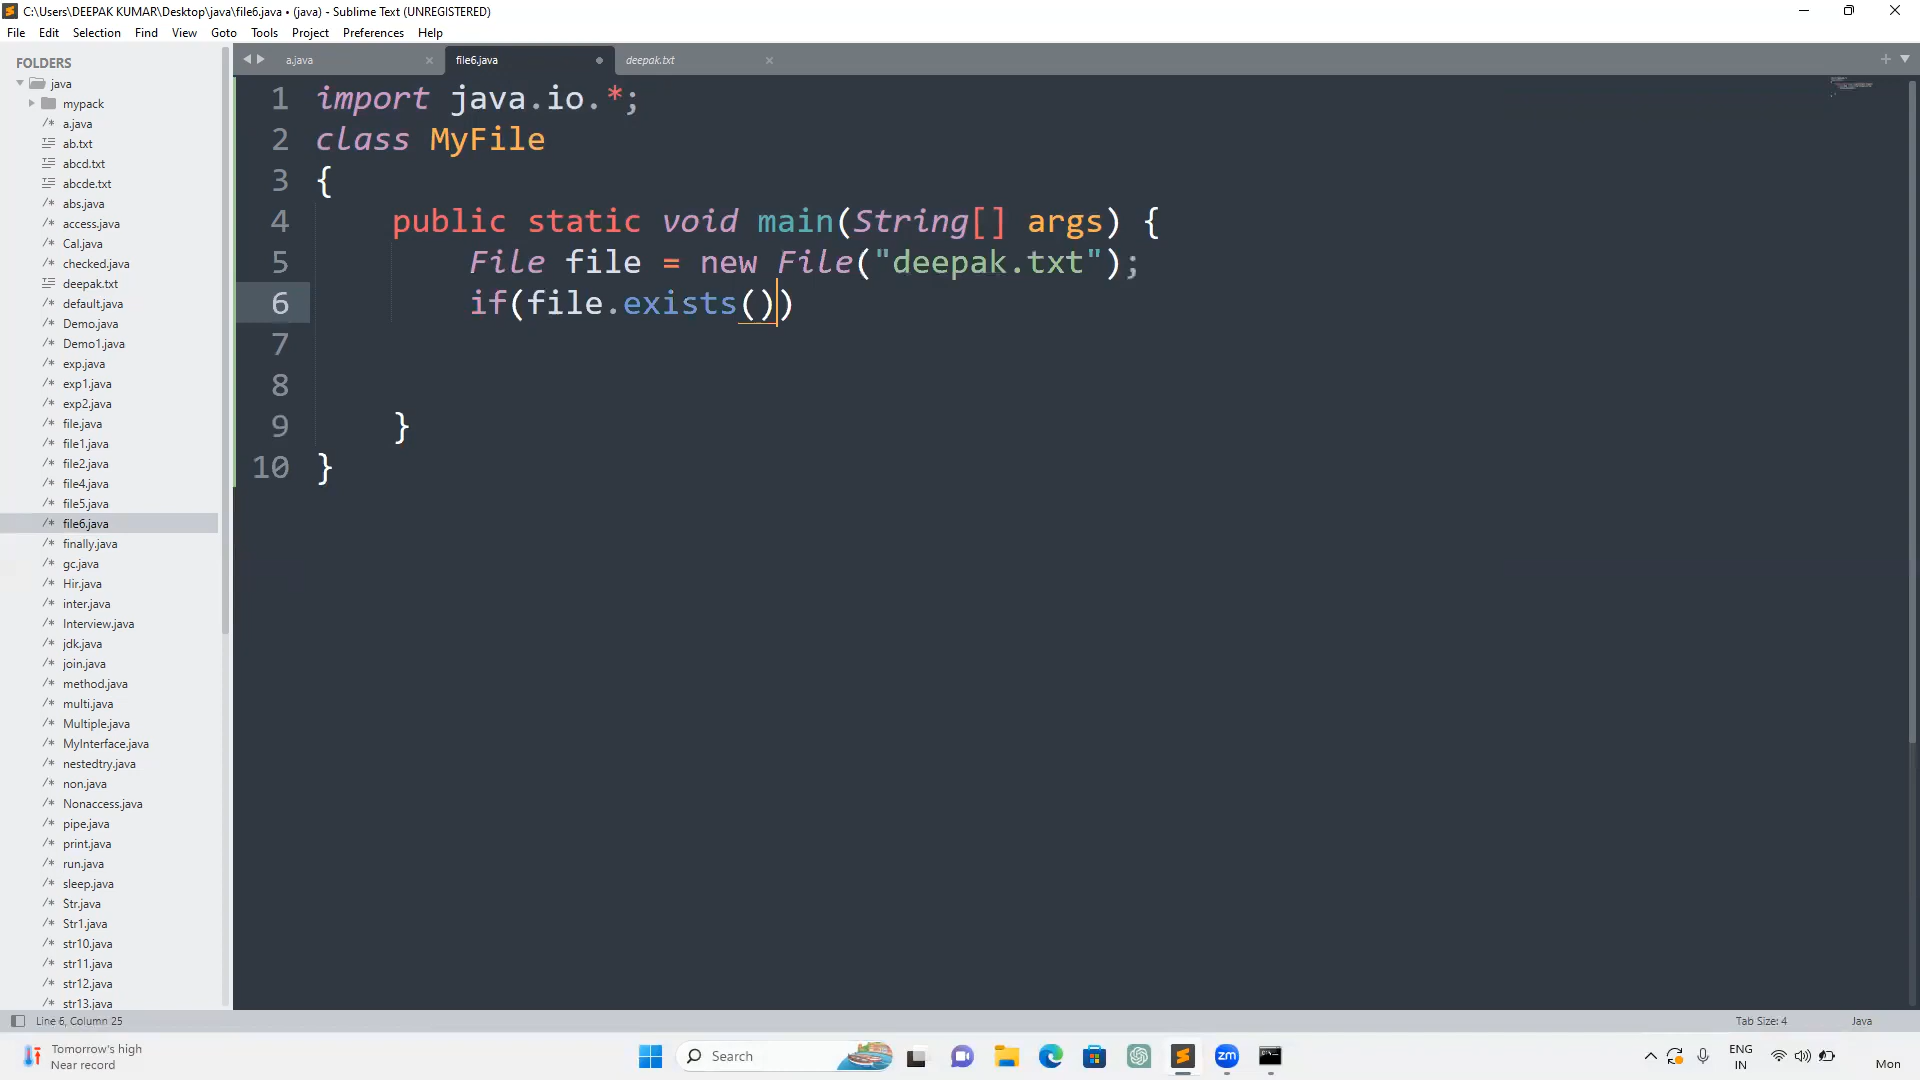 C:\Users\DEEPAK KUMAR\Desktop\java\file6.java • (java) - Sublime Text (UNREGISTERED)
File Edit Selection Find View Goto Tools Project Preferences Help
FOLDERS
java
mypack
/* a.java
ab.txt
abcd.txt
abcde.txt
/* abs.java
/* access.java
/* Cal.java
/* checked.java
deepak.txt
/* default.java
/* Demo.java
/* Demo1.java
/* exp.java
/* exp1.java
/* exp2.java
/* file.java
/* file1.java
/* file2.java
/* file4.java
/* file5.java
/* file6.java
/* finally.java
/* gc.java
/* Hir.java
/* inter.java
/* Interview.java
/* jdk.java
/* join.java
/* method.java
/* multi.java
/* Multiple.java
/* MyInterface.java
/* nestedtry.java
/* non.java
/* Nonaccess.java
/* pipe.java
/* print.java
/* run.java
/* sleep.java
/* Str.java
/* Str1.java
/* str10.java
/* str11.java
/* str12.java
/* str13.java
a.java file6.java deepak.txt
1 import java.io.*;
2 class MyFile
3 {
4 public static void main(String[] args) {
5 File file = new File("deepak.txt");
6 if(file.exists())
7
8
9 }
10 }
Line 6, Column 25 Tab Size: 4 Java
Tomorrow's high
Near record
Search
zm
ENG
IN
Mon